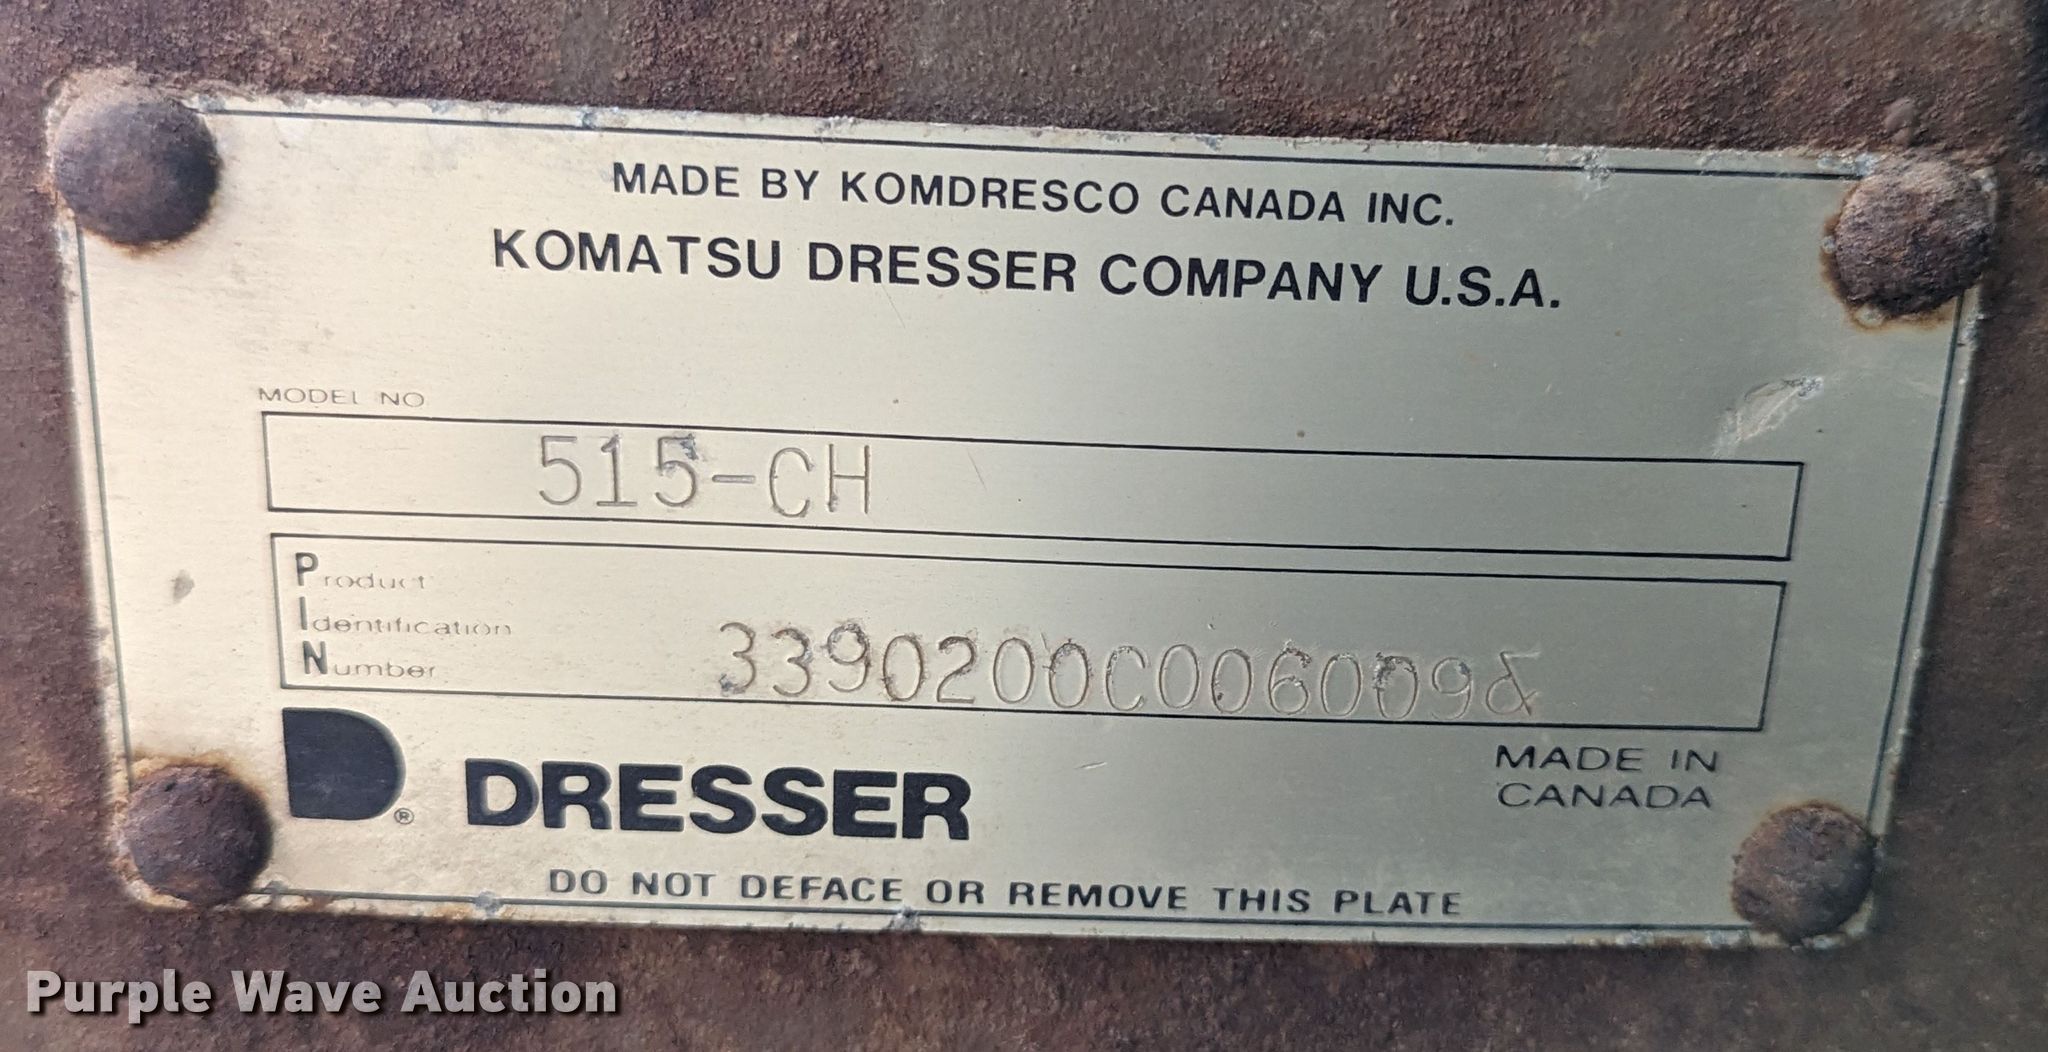 MADE BY KOMDRESCO CANADA INC.
KOMATSU DRESSER COMPANY U.S.A.
MODEL NO
515-CH
Product
Identification
Number
3390200C006009&
D®
DRESSER
MADE IN
CANADA
DO NOT DEFACE OR REMOVE THIS PLATE
Purple Wave Auction